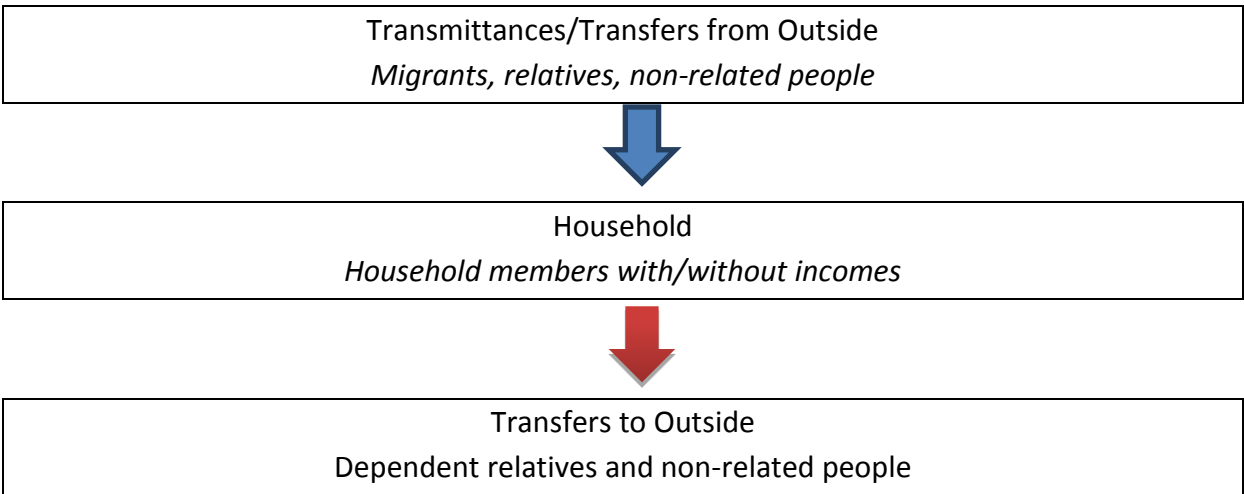 Transmittances/Transfers from Outside
Migrants, relatives, non-related people
Household
Household members with/without incomes
Transfers to Outside
Dependent relatives and non-related people